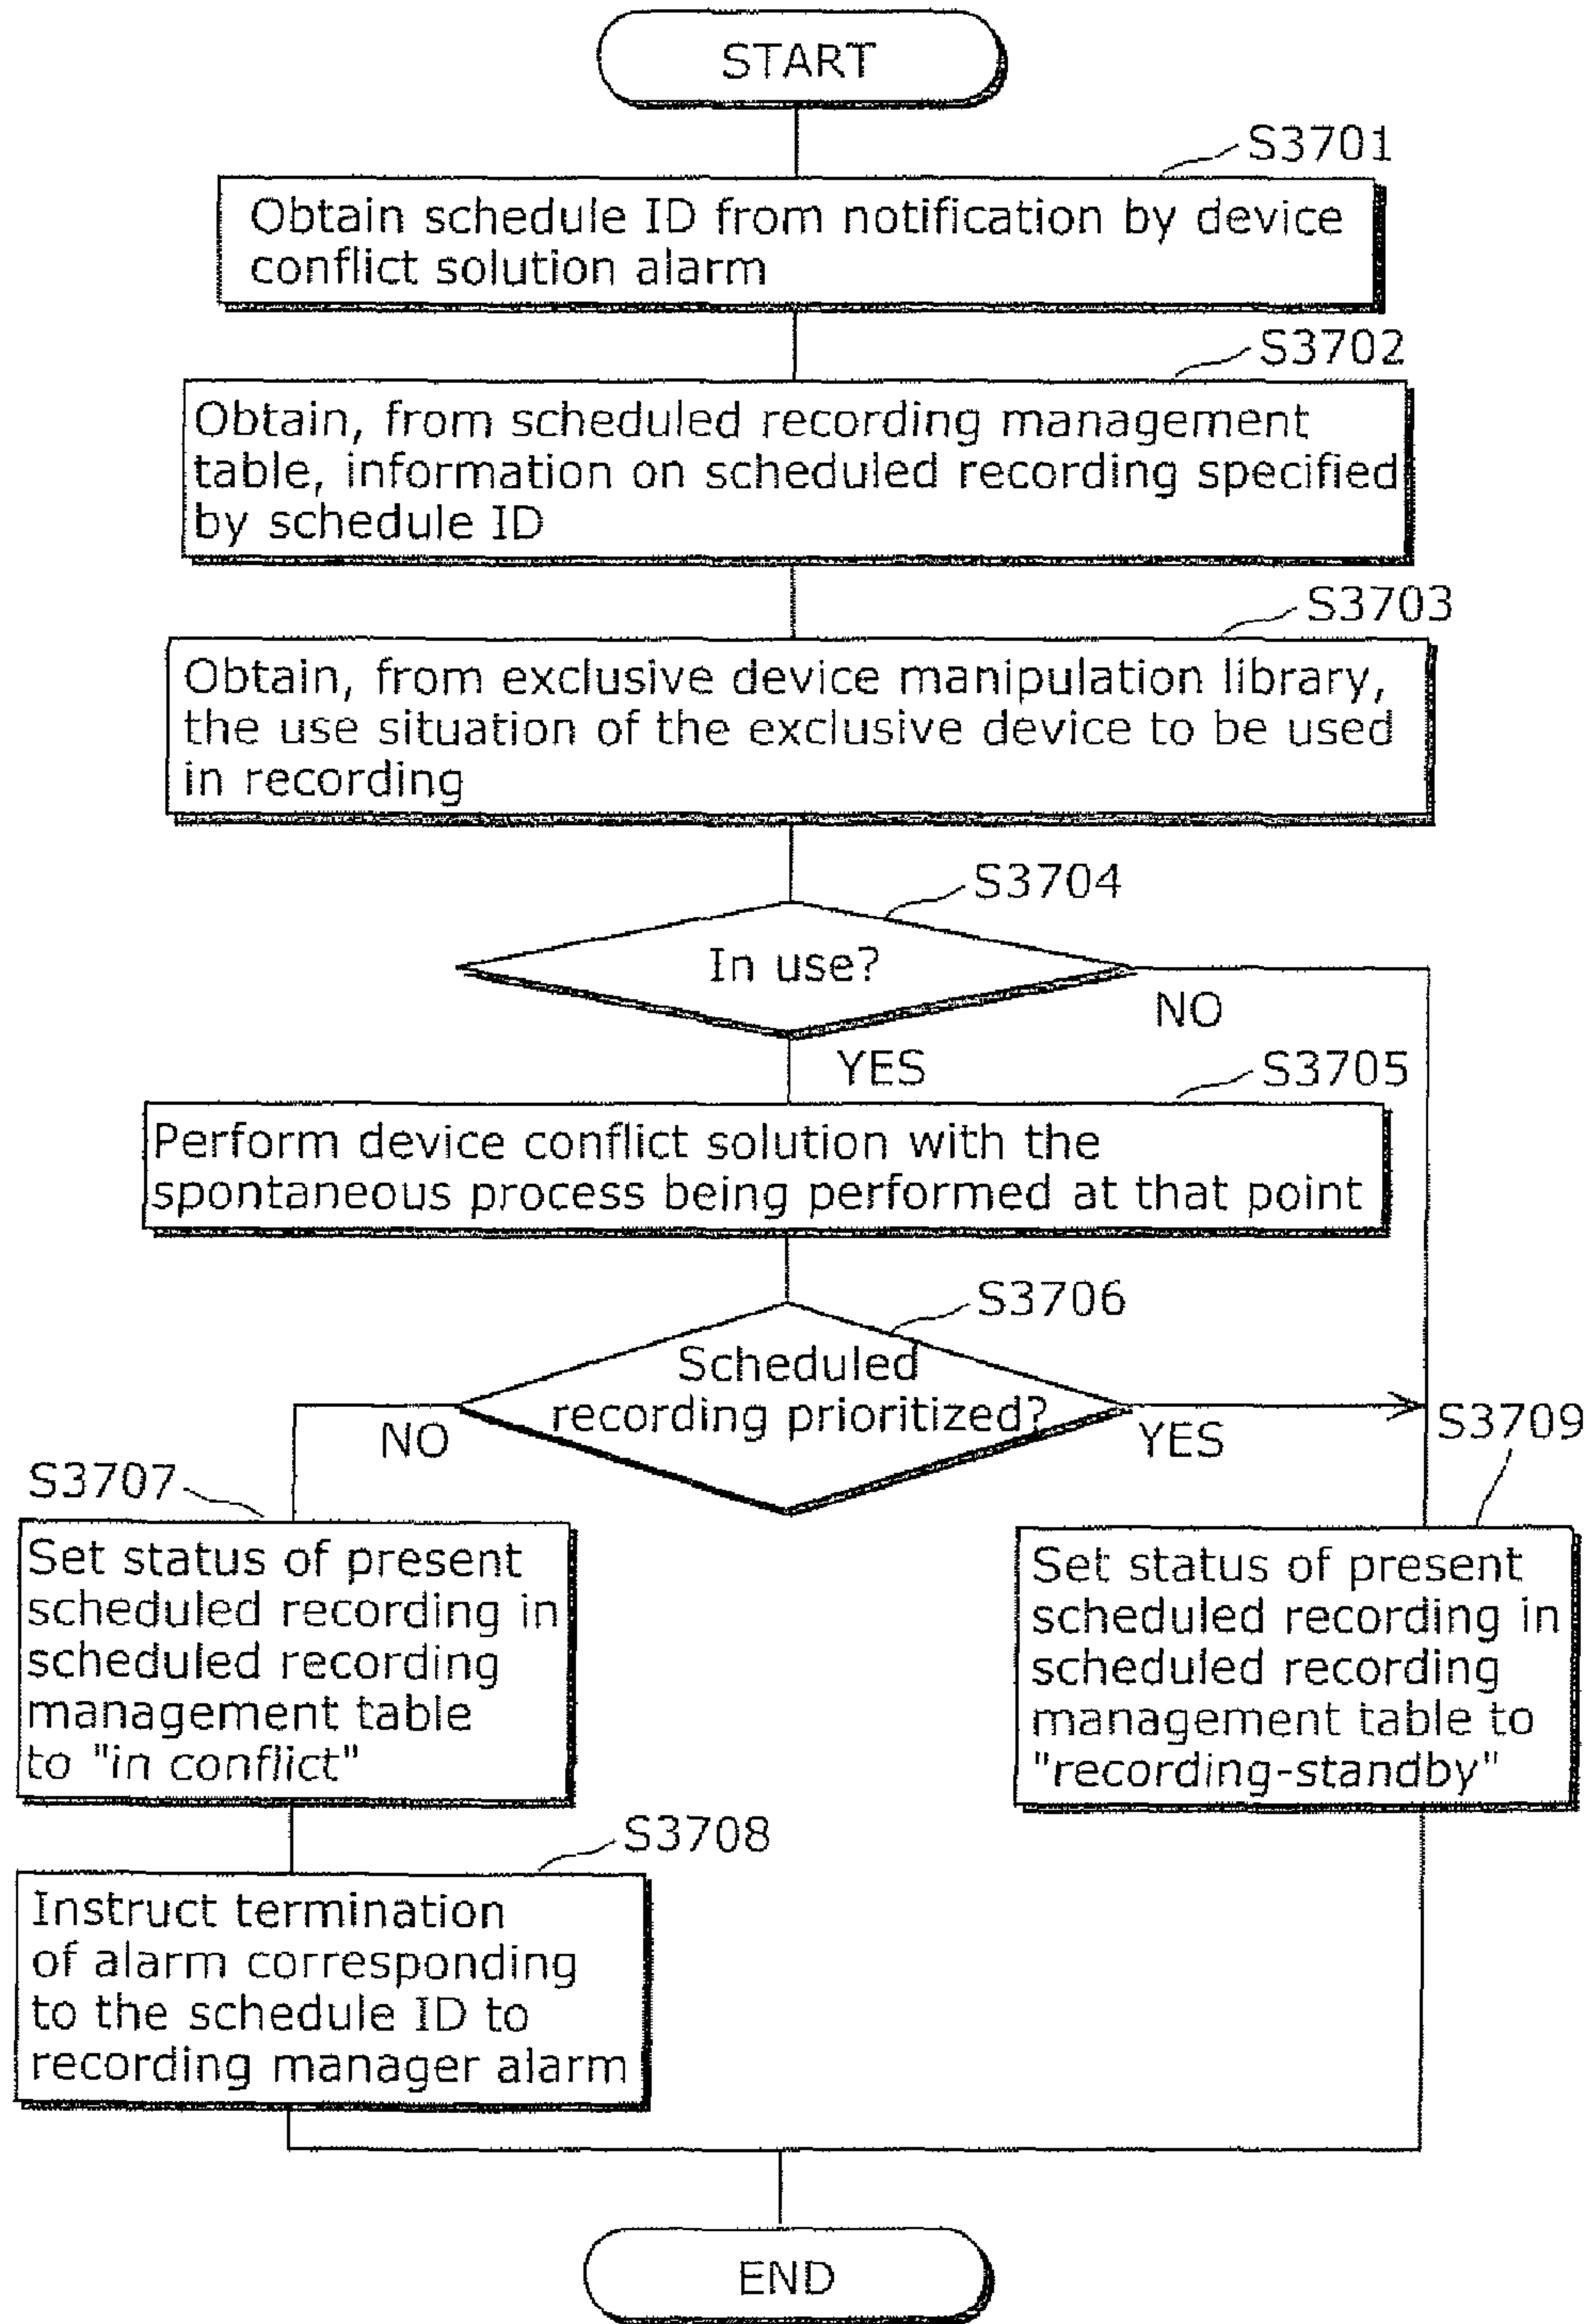 START
S3701
Obtain schedule ID from notification by device
conflict solution alarm
S3702
Obtain, from scheduled recording management
table, information on scheduled recording specified
by schedule ID
S3703
Obtain, from exclusive device manipulation library,
the use situation of the exclusive device to be used
in recording
S3704
In use?
NO
YES
S3705
Perform device conflict solution with the
spontaneous process being performed at that point
S3706
Scheduled
recording prioritized?
NO
YES
S3707
Set status of present
scheduled recording in
scheduled recording
management table
to "in conflict"
S3708
Instruct termination
of alarm corresponding
to the schedule ID to
recording manager alarm
S3709
Set status of present
scheduled recording in
scheduled recording
management table to
"recording-standby"
END